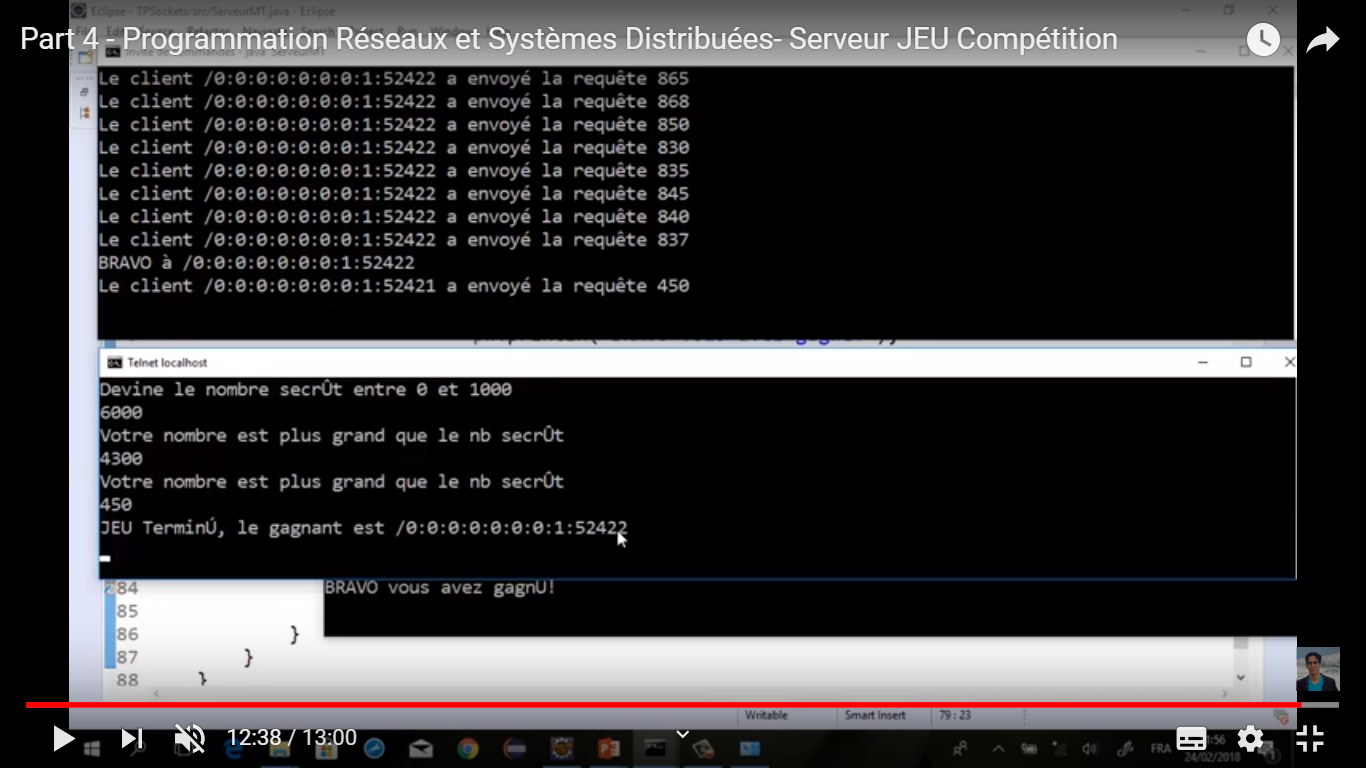 Eclipse - TPSockets/src/ServeurMT.java - Eclipse
Part 4 - Programmation Réseaux et Systèmes Distribuées- Serveur JEU Compétition
Le client /0:0:0:0:0:0:0:1:52422 a envoyé la requête 865
Le client /0:0:0:0:0:0:0:1:52422 a envoyé la requête 868
Le client /0:0:0:0:0:0:0:1:52422 a envoyé la requête 850
Le client /0:0:0:0:0:0:0:1:52422 a envoyé la requête 830
Le client /0:0:0:0:0:0:0:1:52422 a envoyé la requête 835
Le client /0:0:0:0:0:0:0:1:52422 a envoyé la requête 845
Le client /0:0:0:0:0:0:0:1:52422 a envoyé la requête 840
Le client /0:0:0:0:0:0:0:1:52422 a envoyé la requête 837
BRAVO à /0:0:0:0:0:0:0:1:52422
Le client /0:0:0:0:0:0:0:1:52421 a envoyé la requête 450
Telnet localhost
Devine le nombre secrÛt entre 0 et 1000
6000
Votre nombre est plus grand que le nb secrÛt
4300
Votre nombre est plus grand que le nb secrÛt
450
JEU TerminÚ, le gagnant est /0:0:0:0:0:0:0:1:52422
84
BRAVO vous avez gagnÚ!
85
86 }
87 }
88 }
Writable Smart Insert 79 : 23
12:38 / 13:00
FRA
24/02/2018